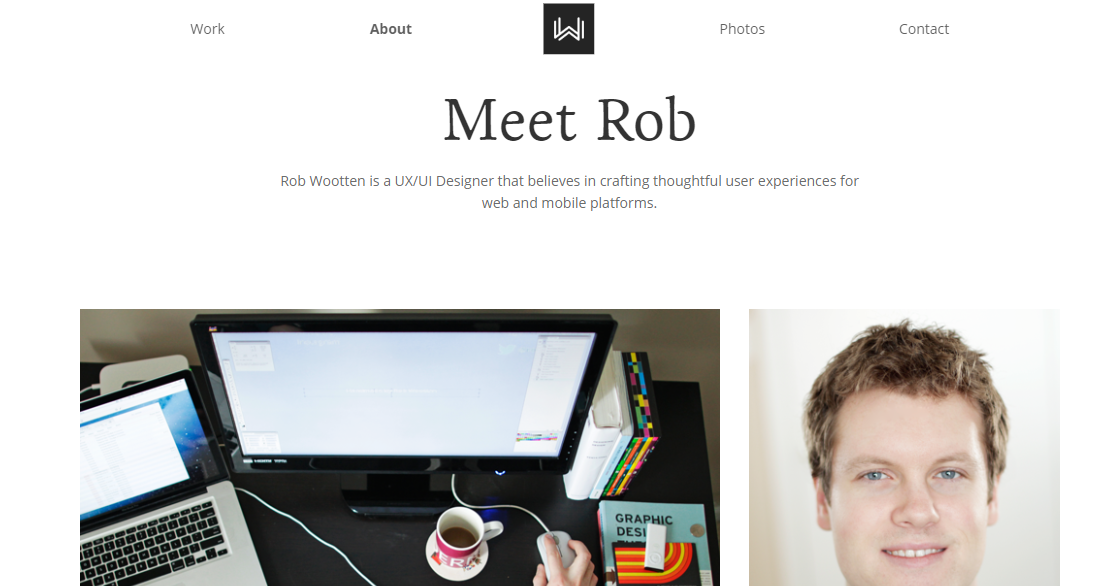 Work
About
Photos
Contact
Meet Rob
Rob Wootten is a UX/UI Designer that believes in crafting thoughtful user experiences for
web and mobile platforms.
GRAPHIC